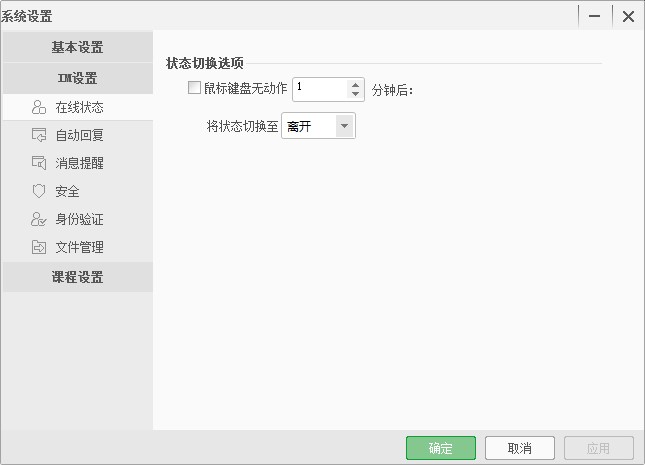 系统设置
基本设置
IM设置
在线状态
自动回复
消息提醒
安全
身份验证
文件管理
课程设置
状态切换选项
鼠标键盘无动作 1 分钟后：
将状态切换至 离开
确定 取消 应用